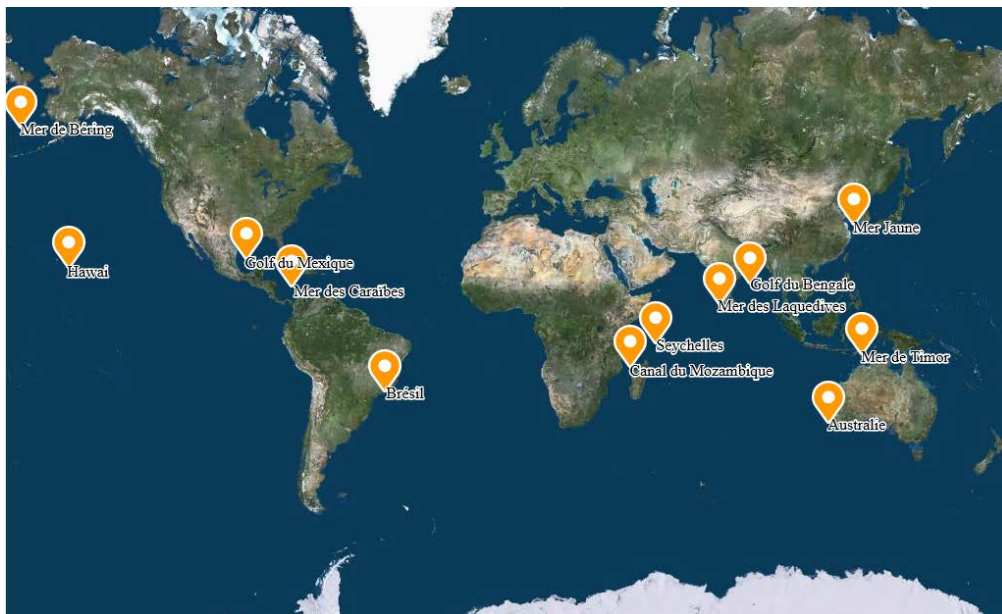 Mer de Béring
Mer Jaune
Hawai
Golf du Mexique
Mer des Caraïbes
Golf du Bengale
Mer des Laquedives
Seychelles
Mer de Timor
Canal du Mozambique
Brésil
Australie